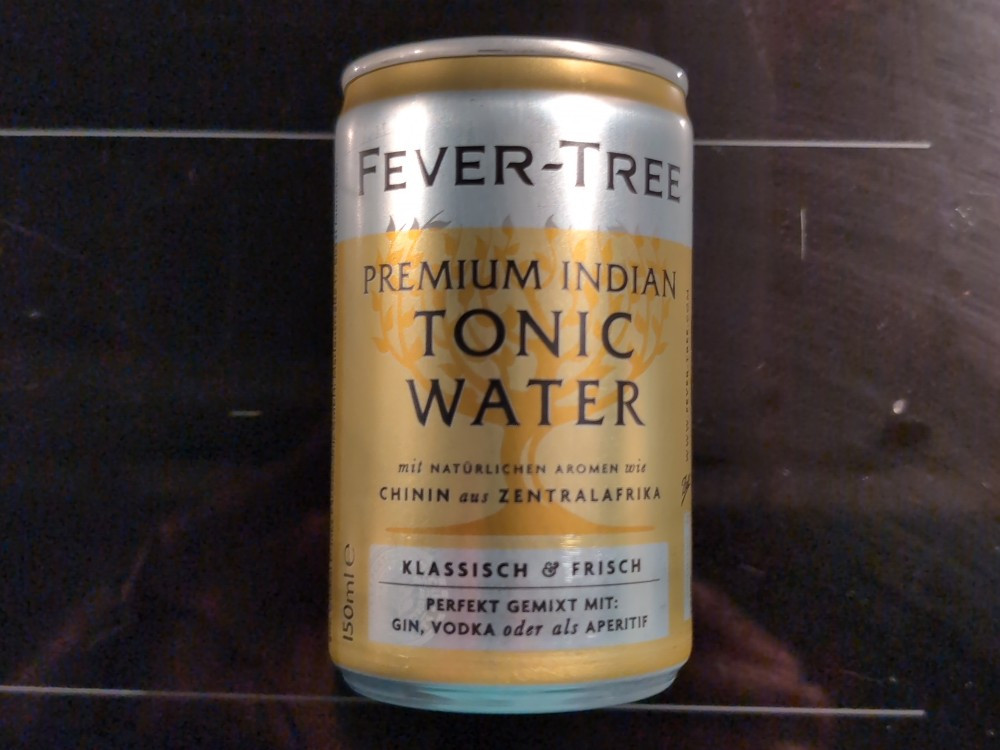 FEVER-TREE
PREMIUM INDIAN
TONIC
WATER
mit NATÜRLICHEN AROMEN wie
CHININ aus ZENTRALAFRIKA
KLASSISCH & FRISCH
PERFEKT GEMIXT MIT:
GIN, VODKA oder als APERITIF
150ml e